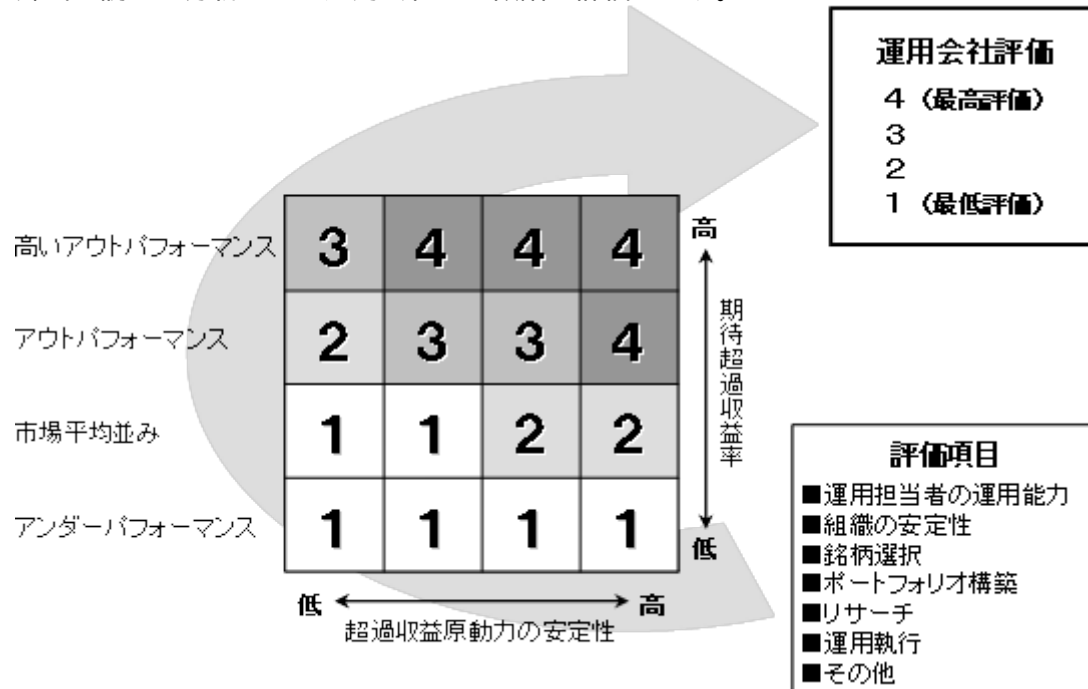 運用会社評価
4 (最高評価)
3
2
1 (最低評価)
高いアウトパフォーマンス 3 4 4 4
アウトパフォーマンス 2 3 3 4
市場平均並み 1 1 2 2
アンダーパフォーマンス 1 1 1 1
高
期待超過収益率
低
低 高
超過収益原動力の安定性
評価項目
■運用担当者の運用能力
■組織の安定性
■銘柄選択
■ポートフォリオ構築
■リサーチ
■運用執行
■その他